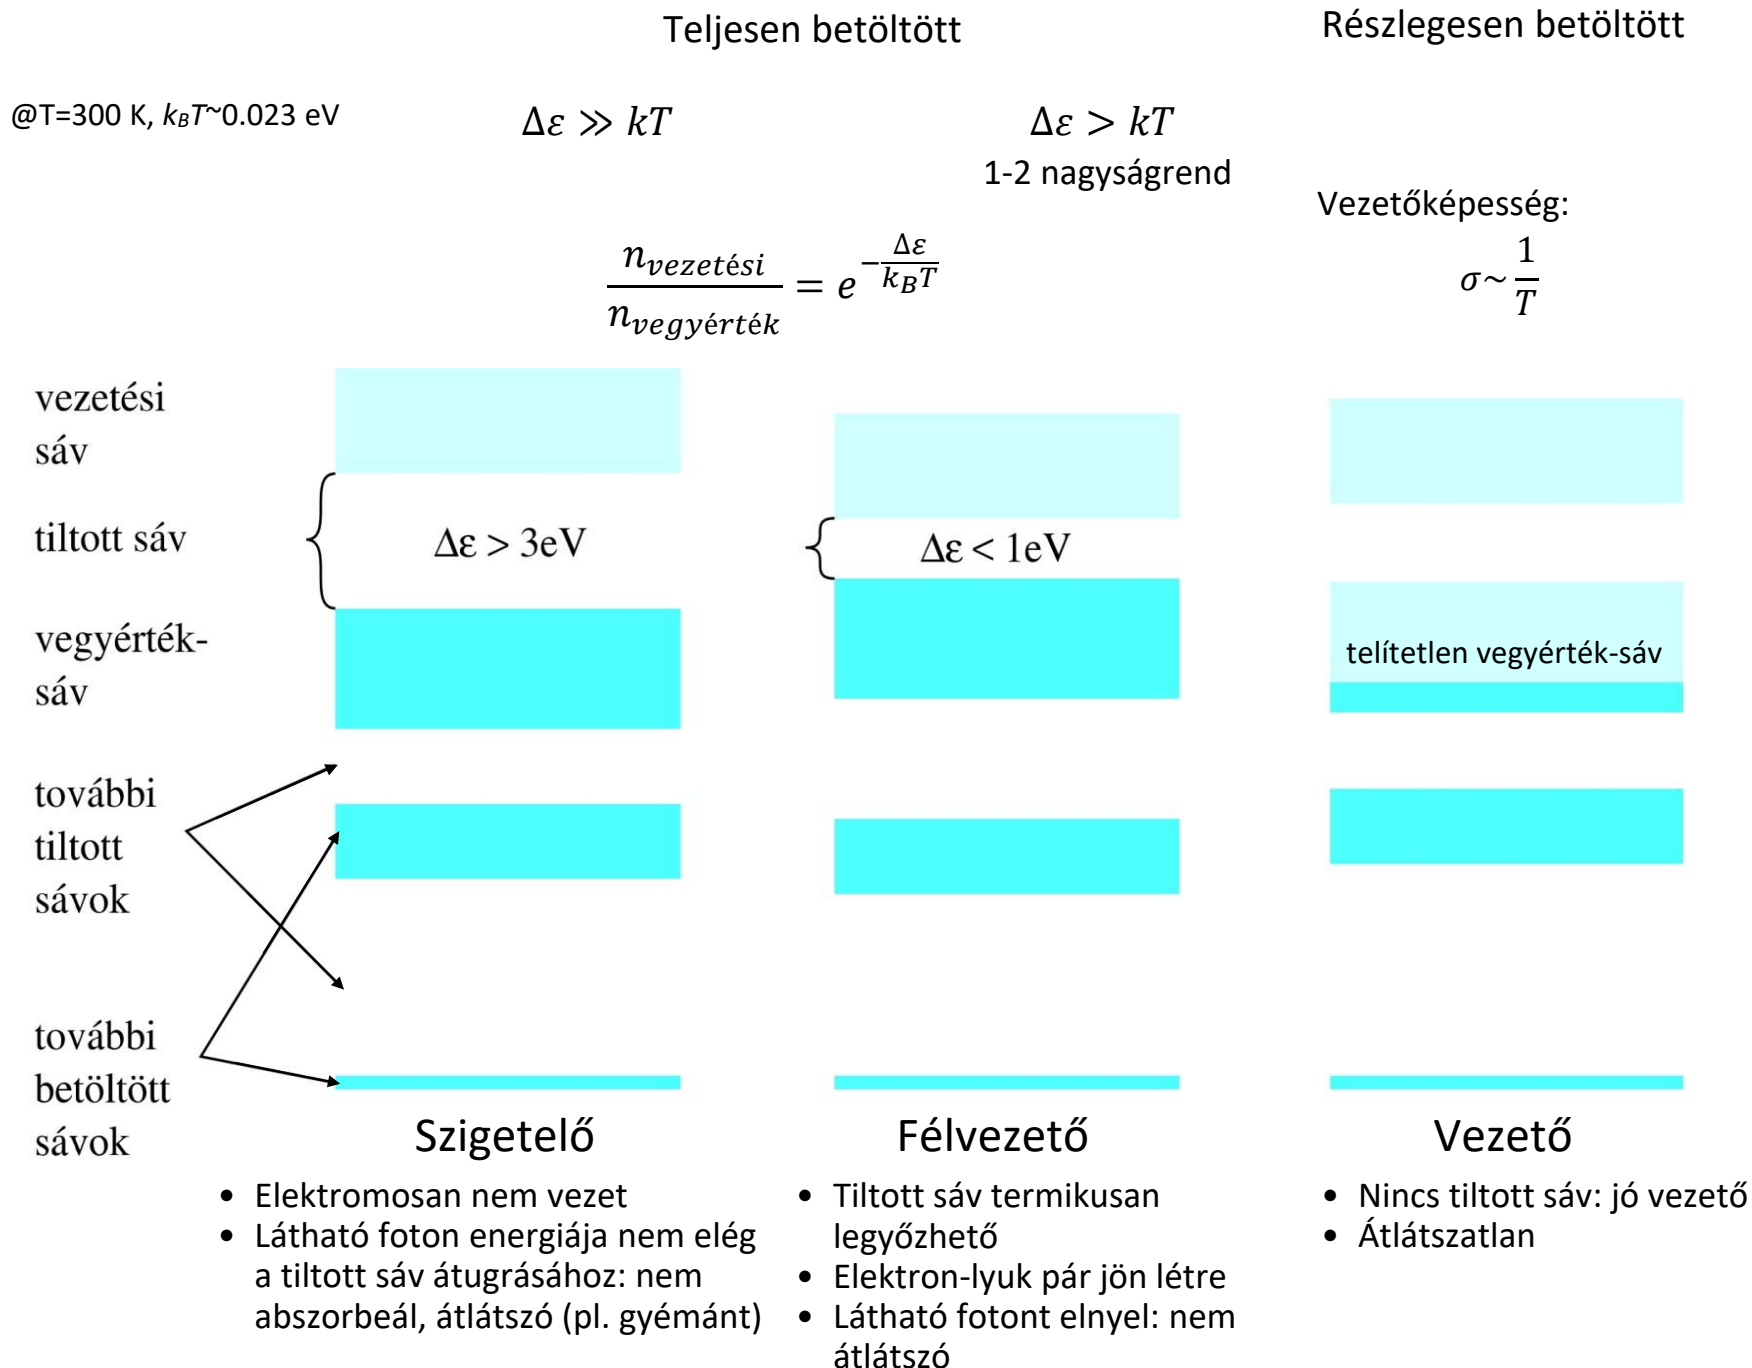 Teljesen betöltött
Részlegesen betöltött
@T=300 K, kBT~0.023 eV
Δε ≫ kT
Δε > kT
1-2 nagyságrend
Vezetőképesség:
n_vezetési / n_vegyérték = e^(-Δε/(k_B T))
σ~ 1/T
vezetési
sáv
tiltott sáv
Δε > 3eV
Δε < 1eV
vegyérték-
sáv
telítetlen vegyérték-sáv
további
tiltott
sávok
további
betöltött
sávok
Szigetelő
• Elektromosan nem vezet
• Látható foton energiája nem elég
a tiltott sáv átugrásához: nem
abszorbeál, átlátszó (pl. gyémánt)
Félvezető
• Tiltott sáv termikusan
legyőzhető
• Elektron-lyuk pár jön létre
• Látható fotont elnyel: nem
átlátszó
Vezető
• Nincs tiltott sáv: jó vezető
• Átlátszatlan